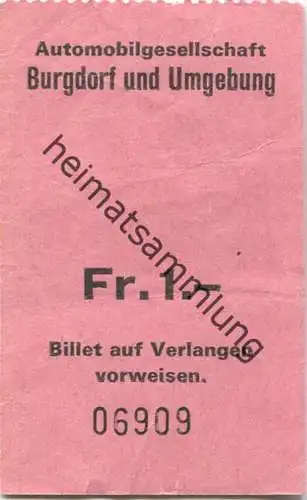 Automobilgesellschaft
Burgdorf und Umgebung
heimatsammlung
Fr. 1.–
Billet auf Verlangen
vorweisen.
06909